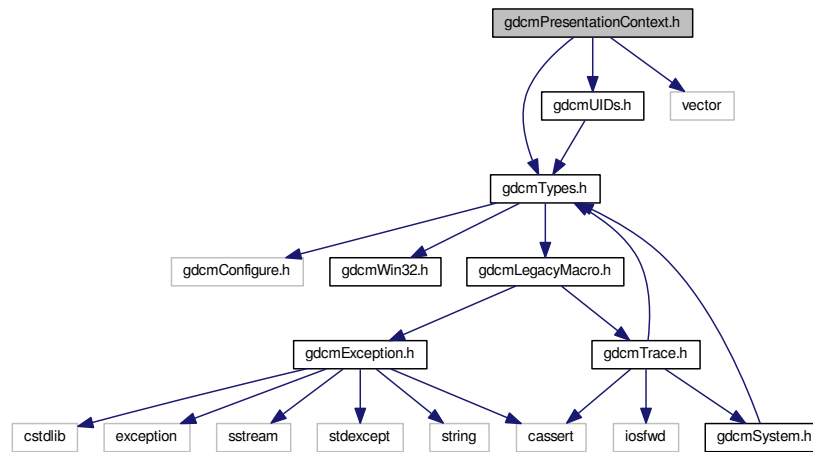 gdcmPresentationContext.h
gdcmUIDs.h
vector
gdcmTypes.h
gdcmConfigure.h
gdcmWin32.h
gdcmLegacyMacro.h
gdcmException.h
gdcmTrace.h
cstdlib
exception
sstream
stdexcept
string
cassert
iosfwd
gdcmSystem.h